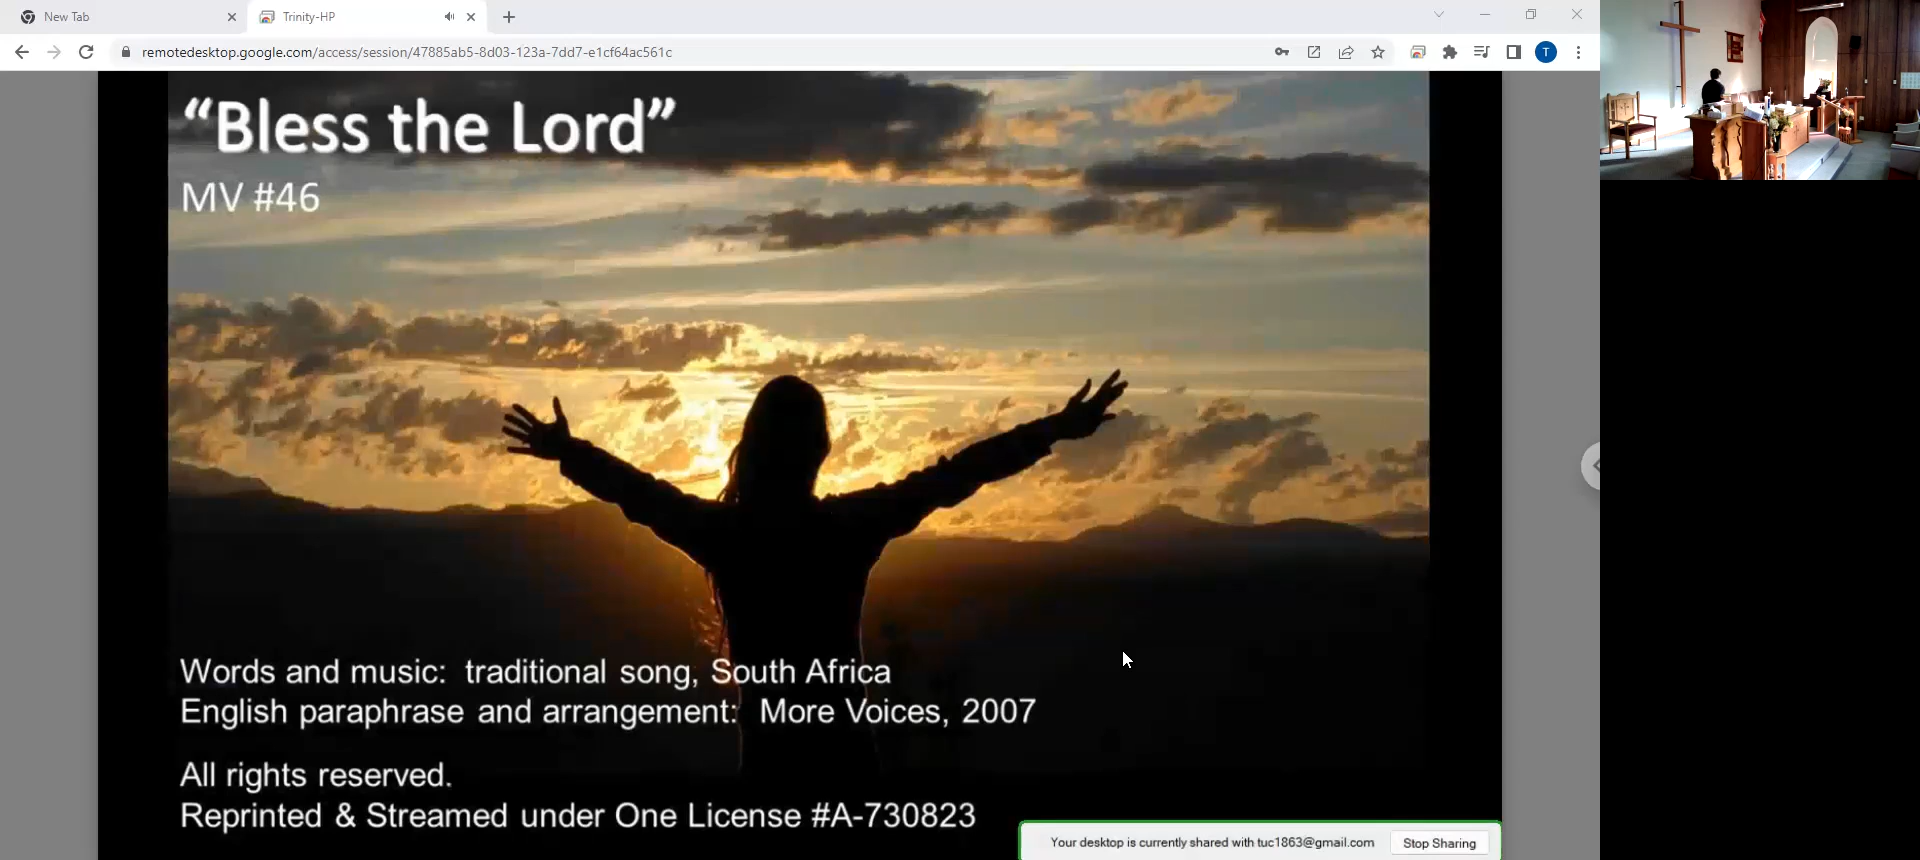 New Tab
Trinity-HP
remotedesktop.google.com/access/session/47885ab5-8d03-123a-7dd7-e1cf64ac561c
T
“Bless the Lord”
MV #46
Words and music: traditional song, South Africa
English paraphrase and arrangement: More Voices, 2007
All rights reserved.
Reprinted & Streamed under One License #A-730823
Your desktop is currently shared with tuc1863@gmail.com
Stop Sharing